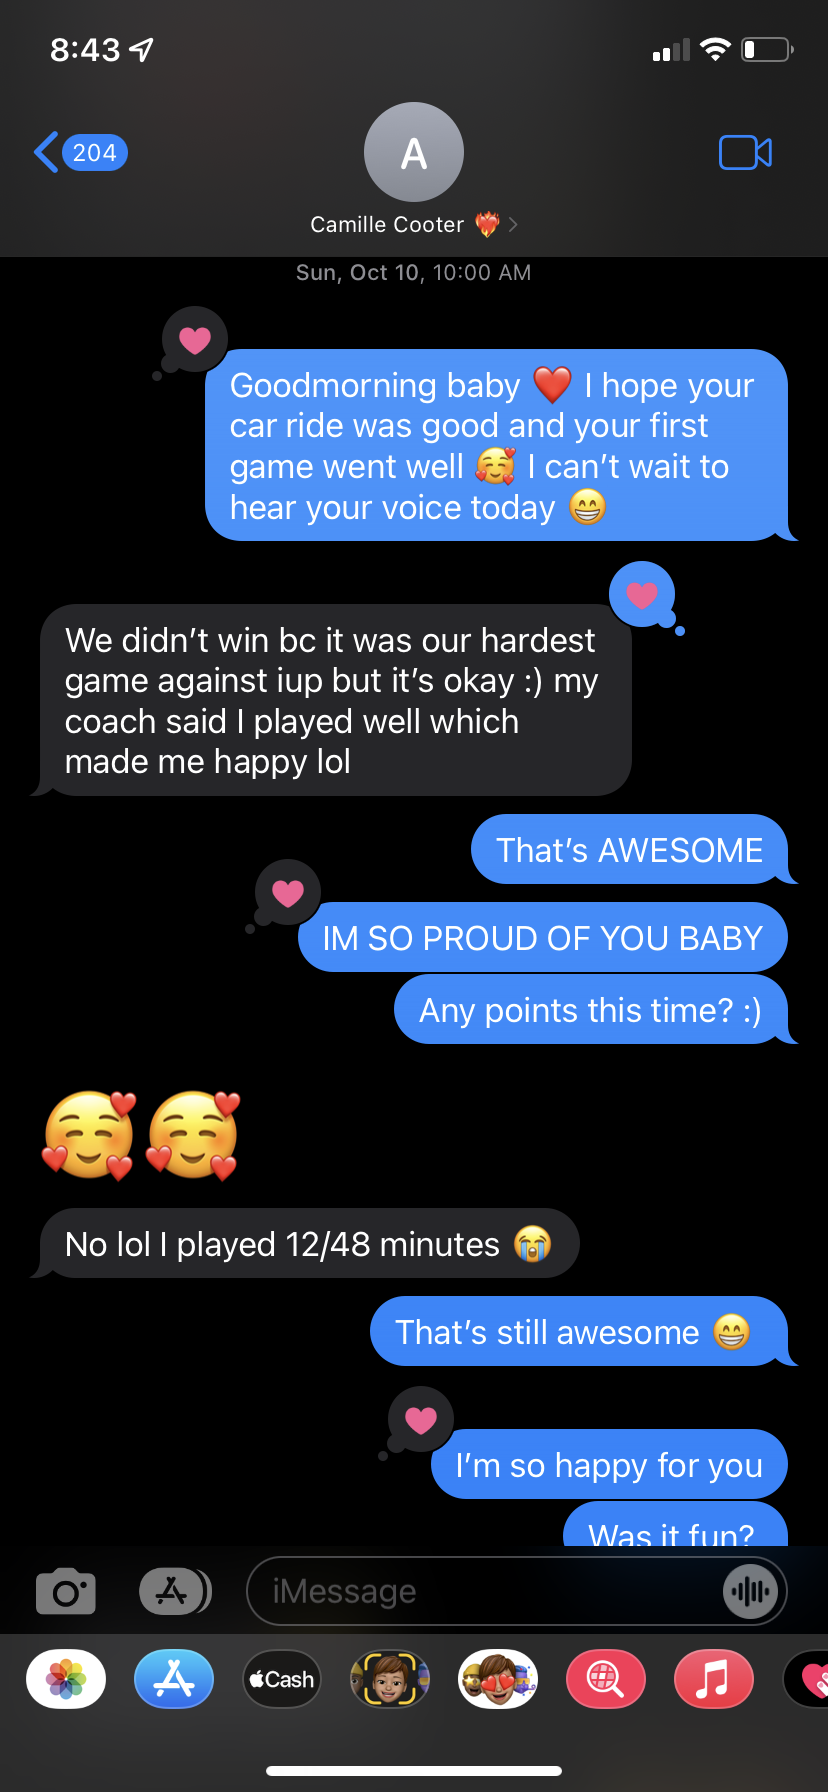 8:43
204
A
Camille Cooter ❤️‍🔥
Sun, Oct 10, 10:00 AM
Goodmorning baby ❤️ I hope your
car ride was good and your first
game went well 🥰 I can't wait to
hear your voice today 😁
We didn't win bc it was our hardest
game against iup but it's okay :) my
coach said I played well which
made me happy lol
That's AWESOME
IM SO PROUD OF YOU BABY
Any points this time? :)
🥰🥰
No lol I played 12/48 minutes 😭
That's still awesome 😁
I'm so happy for you
Was it fun?
iMessage
Cash